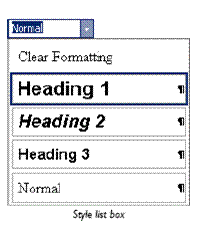 Normal
Clear Formatting
Heading 1 ¶
Heading 2 ¶
Heading 3 ¶
Normal ¶
Style list box